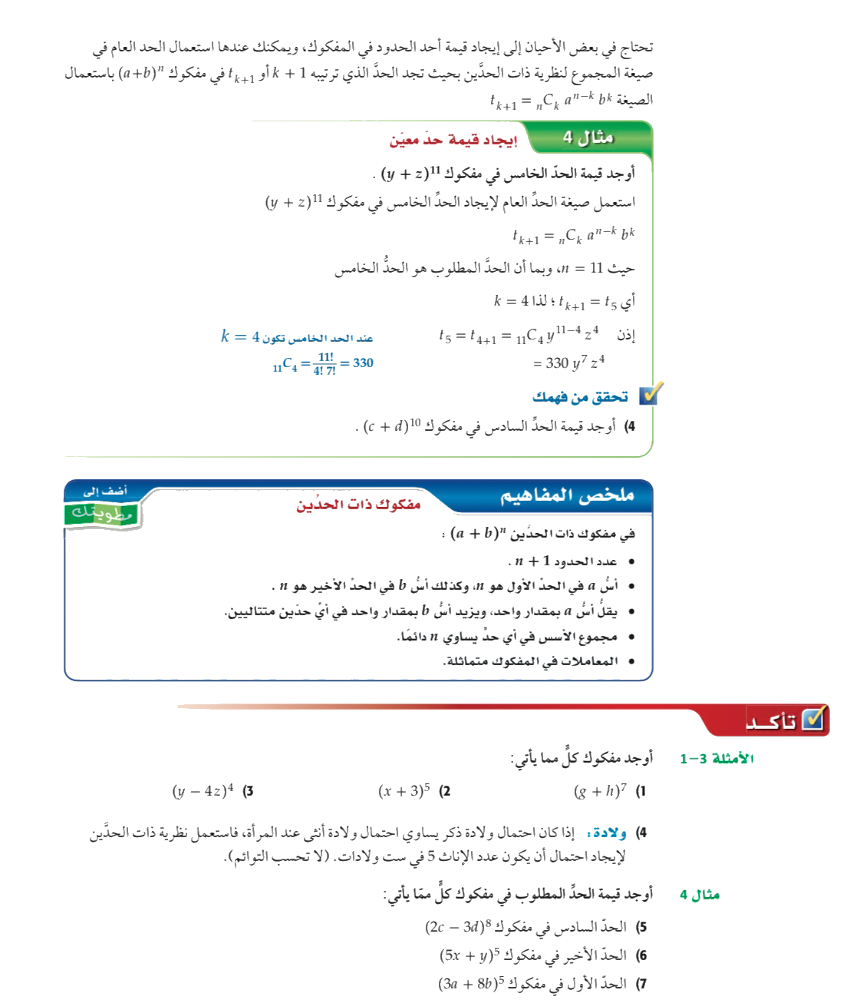 تحتاج في بعض الأحيان إلى إيجاد قيمة أحد الحدود في المفكوك، ويمكنك عندها استعمال الحد العام في
صيغة المجموع لنظرية ذات الحدَّين بحيث تجد الحدَّ الذي ترتيبه k + 1 أو t_{k+1} في مفكوك (a+b)^n باستعمال
الصيغة t_{k+1} = _nC_k a^{n−k} b^k
مثال 4 إيجاد قيمة حدّ معيّن
أوجد قيمة الحدّ الخامس في مفكوك (y + z)^{11} .
استعمل صيغة الحدِّ العام لإيجاد الحدِّ الخامس في مفكوك (y + z)^{11}
t_{k+1} = _nC_k a^{n−k} b^k
حيث n = 11، وبما أن الحدَّ المطلوب هو الحدُّ الخامس
أي t_{k+1} = t_5 ؛ لذا k = 4
إذن t_5 = t_{4+1} = _{11}C_4 y^{11−4} z^4 عند الحد الخامس تكون k = 4
= 330 y^7 z^4 _{11}C_4 = \frac{11!}{4! 7!} = 330
تحقق من فهمك
4) أوجد قيمة الحدِّ السادس في مفكوك (c + d)^{10} .
ملخص المفاهيم أضف إلى
مفكوك ذات الحدَّين مطويتك
في مفكوك ذات الحدَّين (a + b)^n :
• عدد الحدود n + 1 .
• أسُّ a في الحدّ الأول هو n، وكذلك أسُّ b في الحدِّ الأخير هو n .
• يقلُّ أسُّ a بمقدار واحد، ويزيد أسُّ b بمقدار واحد في أيِّ حدَّين متتاليين.
• مجموع الأسس في أي حدٍّ يساوي n دائمًا.
• المعاملات في المفكوك متماثلة.
تأكد
الأمثلة 3–1 أوجد مفكوك كلٍّ مما يأتي:
1) (g + h)^7 2) (x + 3)^5 3) (y − 4z)^4
4) ولادة: إذا كان احتمال ولادة ذكر يساوي احتمال ولادة أنثى عند المرأة، فاستعمل نظرية ذات الحدَّين
لإيجاد احتمال أن يكون عدد الإناث 5 في ست ولادات. (لا تحسب التوائم).
مثال 4 أوجد قيمة الحدِّ المطلوب في مفكوك كلٍّ ممّا يأتي:
5) الحدّ السادس في مفكوك (2c − 3d)^8
6) الحدّ الأخير في مفكوك (5x + y)^5
7) الحدّ الأول في مفكوك (3a + 8b)^5